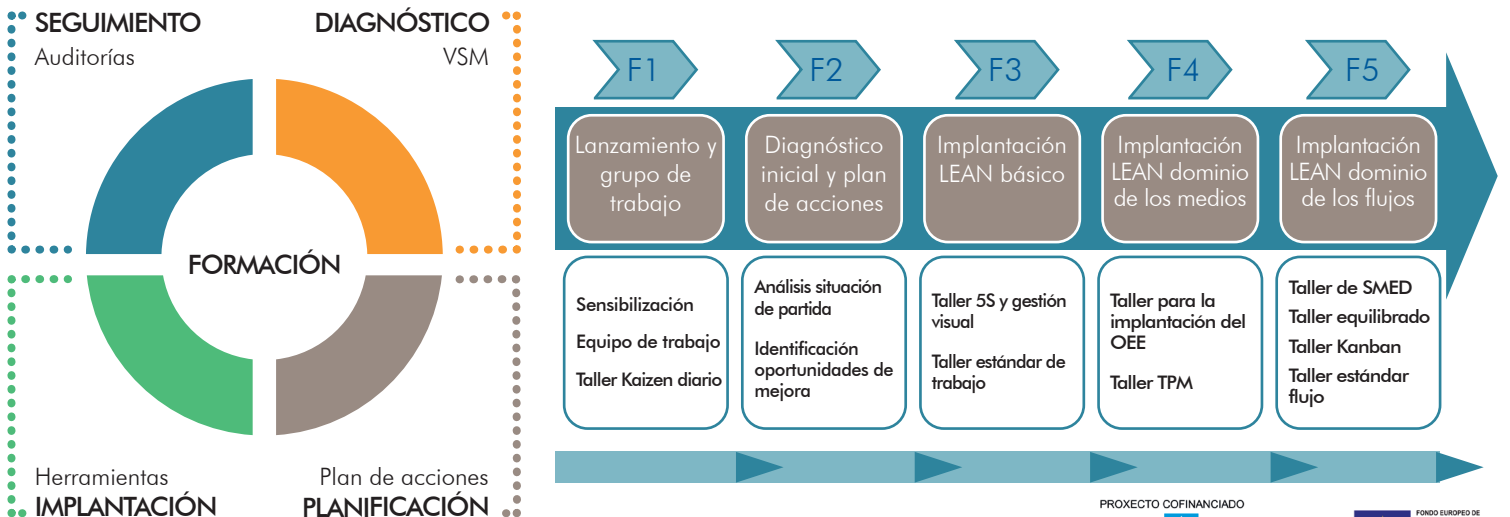 SEGUIMIENTO
Auditorías
DIAGNÓSTICO
VSM
FORMACIÓN
Herramientas
IMPLANTACIÓN
Plan de acciones
PLANIFICACIÓN
F1
F2
F3
F4
F5
Lanzamiento y
grupo de
trabajo
Diagnóstico
inicial y plan
de acciones
Implantación
LEAN básico
Implantación
LEAN dominio
de los medios
Implantación
LEAN dominio
de los flujos
Sensibilización
Equipo de trabajo
Taller Kaizen diario
Análisis situación
de partida
Identificación
oportunidades de
mejora
Taller 5S y gestión
visual
Taller estándar de
trabajo
Taller para la
implantación del
OEE
Taller TPM
Taller de SMED
Taller equilibrado
Taller Kanban
Taller estándar
flujo
PROXECTO COFINANCIADO
FONDO EUROPEO DE